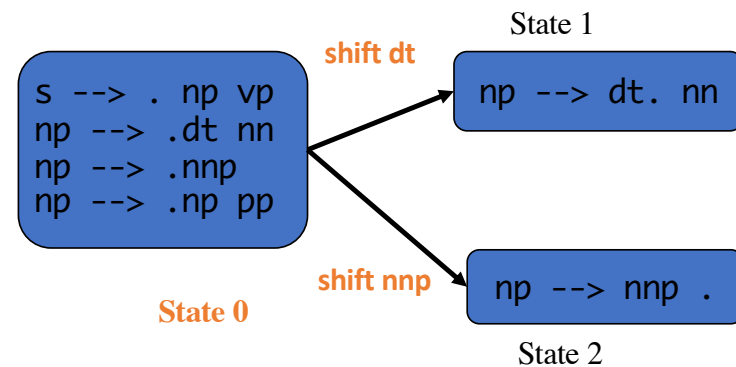 State 1
shift dt
s --> . np vp
np --> .dt nn
np --> .nnp
np --> .np pp
np --> dt. nn
shift nnp
np --> nnp .
State 0
State 2